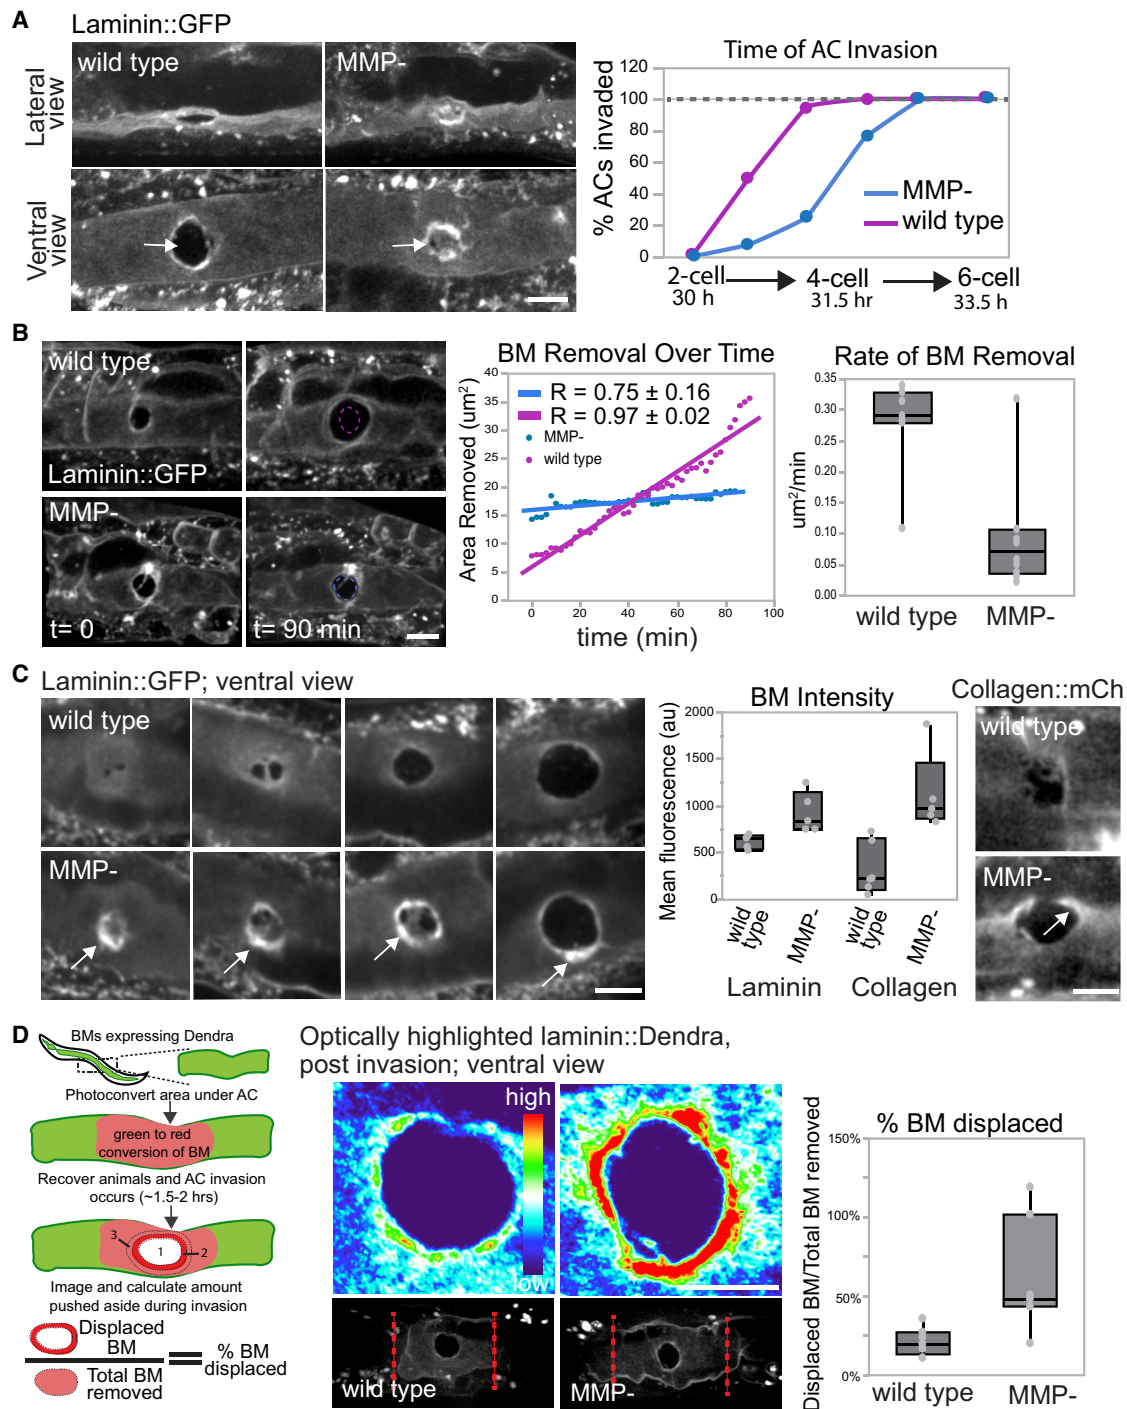 A
Laminin::GFP
wild type
MMP-
Lateral
view
Ventral
view
Time of AC Invasion
% ACs invaded
120
100
80
60
40
20
0
MMP-
wild type
2-cell
4-cell
6-cell
30 h
31.5 hr
33.5 h
B
wild type
Laminin::GFP
MMP-
t= 0
t= 90 min
BM Removal Over Time
Area Removed (um²)
40
35
30
25
20
15
10
5
0
R = 0.75 ± 0.16
R = 0.97 ± 0.02
MMP-
wild type
0
20
40
60
80
100
time (min)
Rate of BM Removal
um²/min
0.35
0.30
0.25
0.20
0.15
0.10
0.05
0.00
wild type
MMP-
C
Laminin::GFP; ventral view
wild type
MMP-
BM Intensity
Mean fluorescence (au)
2000
1500
1000
500
0
wild
type
MMP-
wild
type
MMP-
Laminin
Collagen
Collagen::mCh
wild type
MMP-
D
BMs expressing Dendra
Photoconvert area under AC
green to red
conversion of BM
Recover animals and AC invasion
occurs (~1.5-2 hrs)
3
1
2
Image and calculate amount
pushed aside during invasion
Displaced
BM
Total BM
removed
= % BM
displaced
Optically highlighted laminin::Dendra,
post invasion; ventral view
high
low
wild type
MMP-
% BM displaced
Displaced BM/Total BM removed
150%
100%
50%
0%
wild type
MMP-